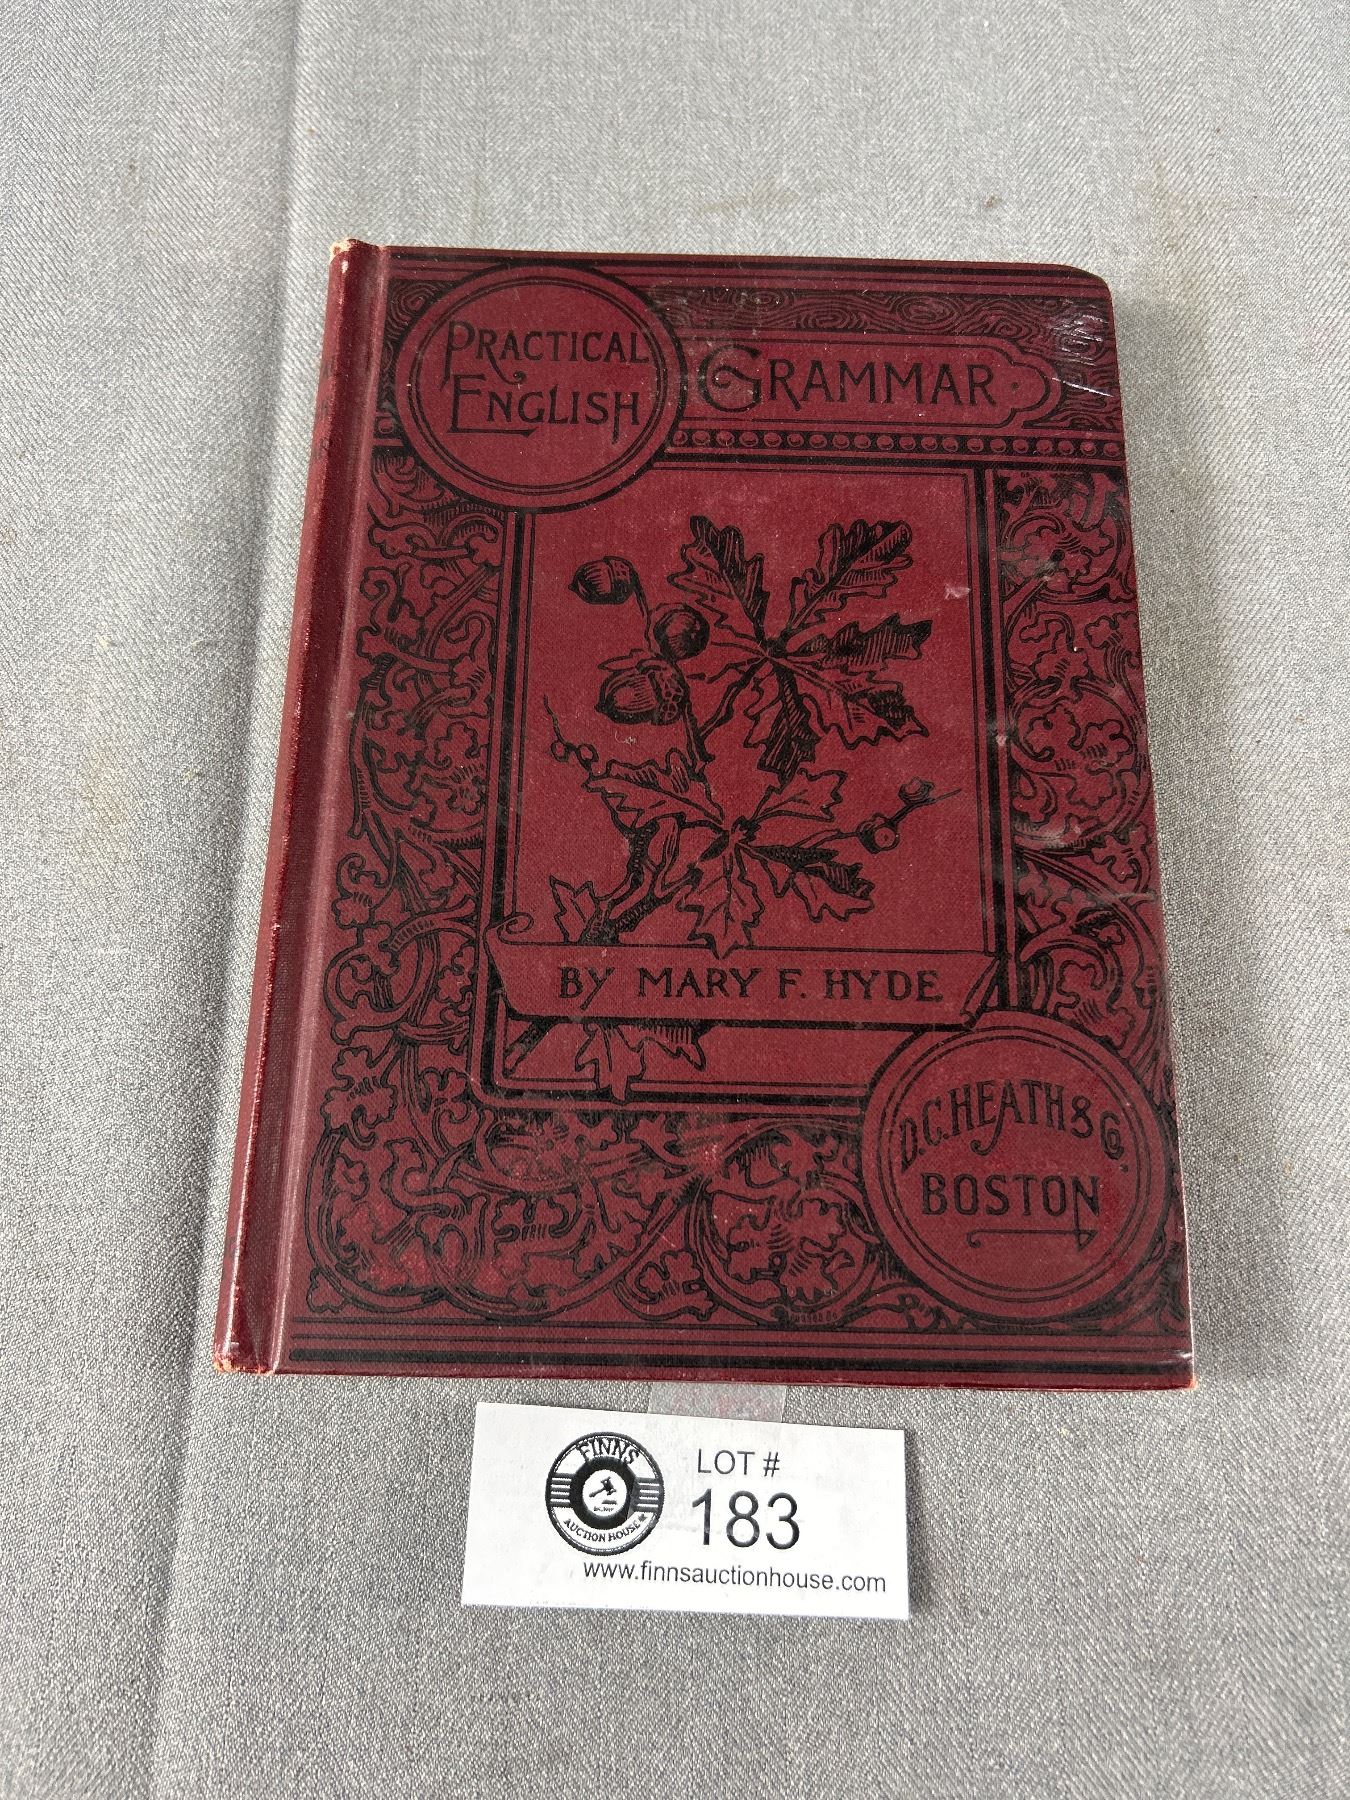 PRACTICAL
ENGLISH
GRAMMAR
BY MARY F. HYDE
D.C. HEATH & CO.
BOSTON
FINNS
AUCTION HOUSE
LOT #
183
www.finnsauctionhouse.com